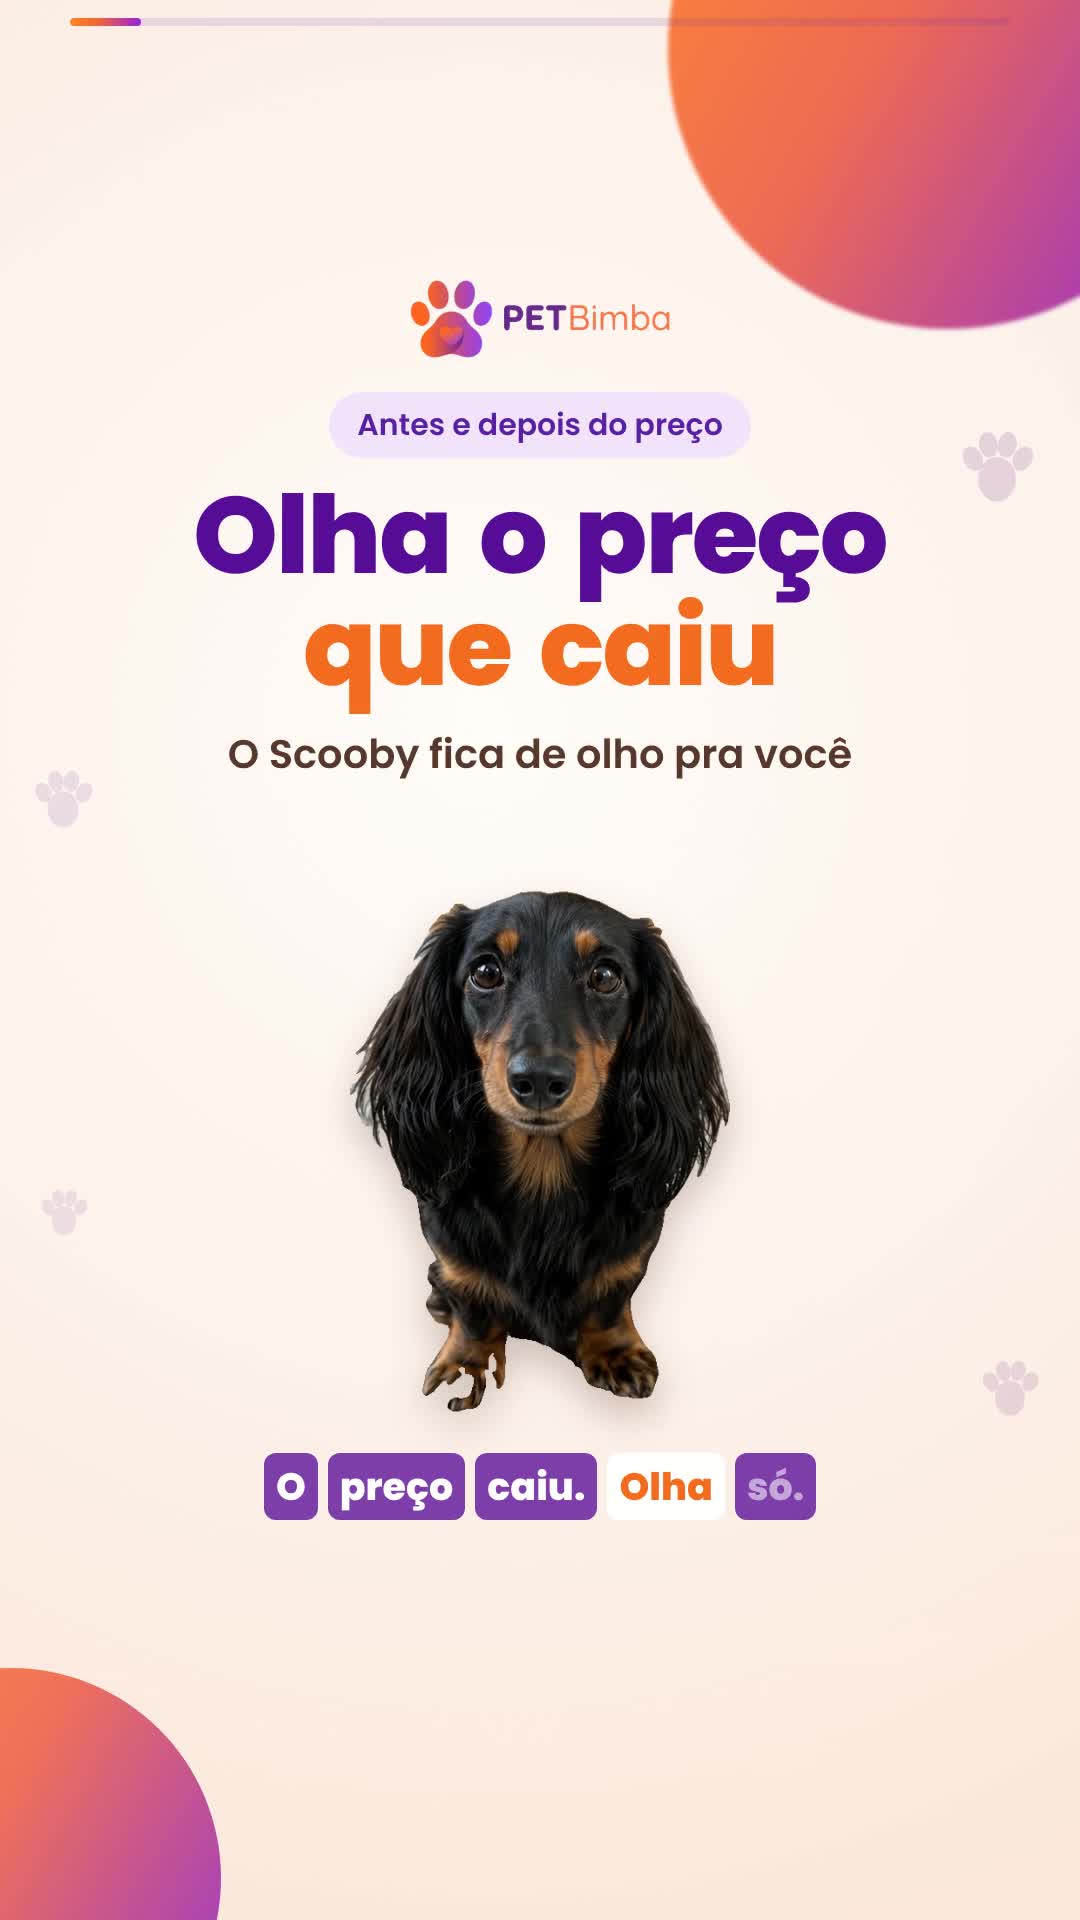 PETBimba
Antes e depois do preço
Olha o preço
que caiu
O Scooby fica de olho pra você
O preço caiu. Olha só.